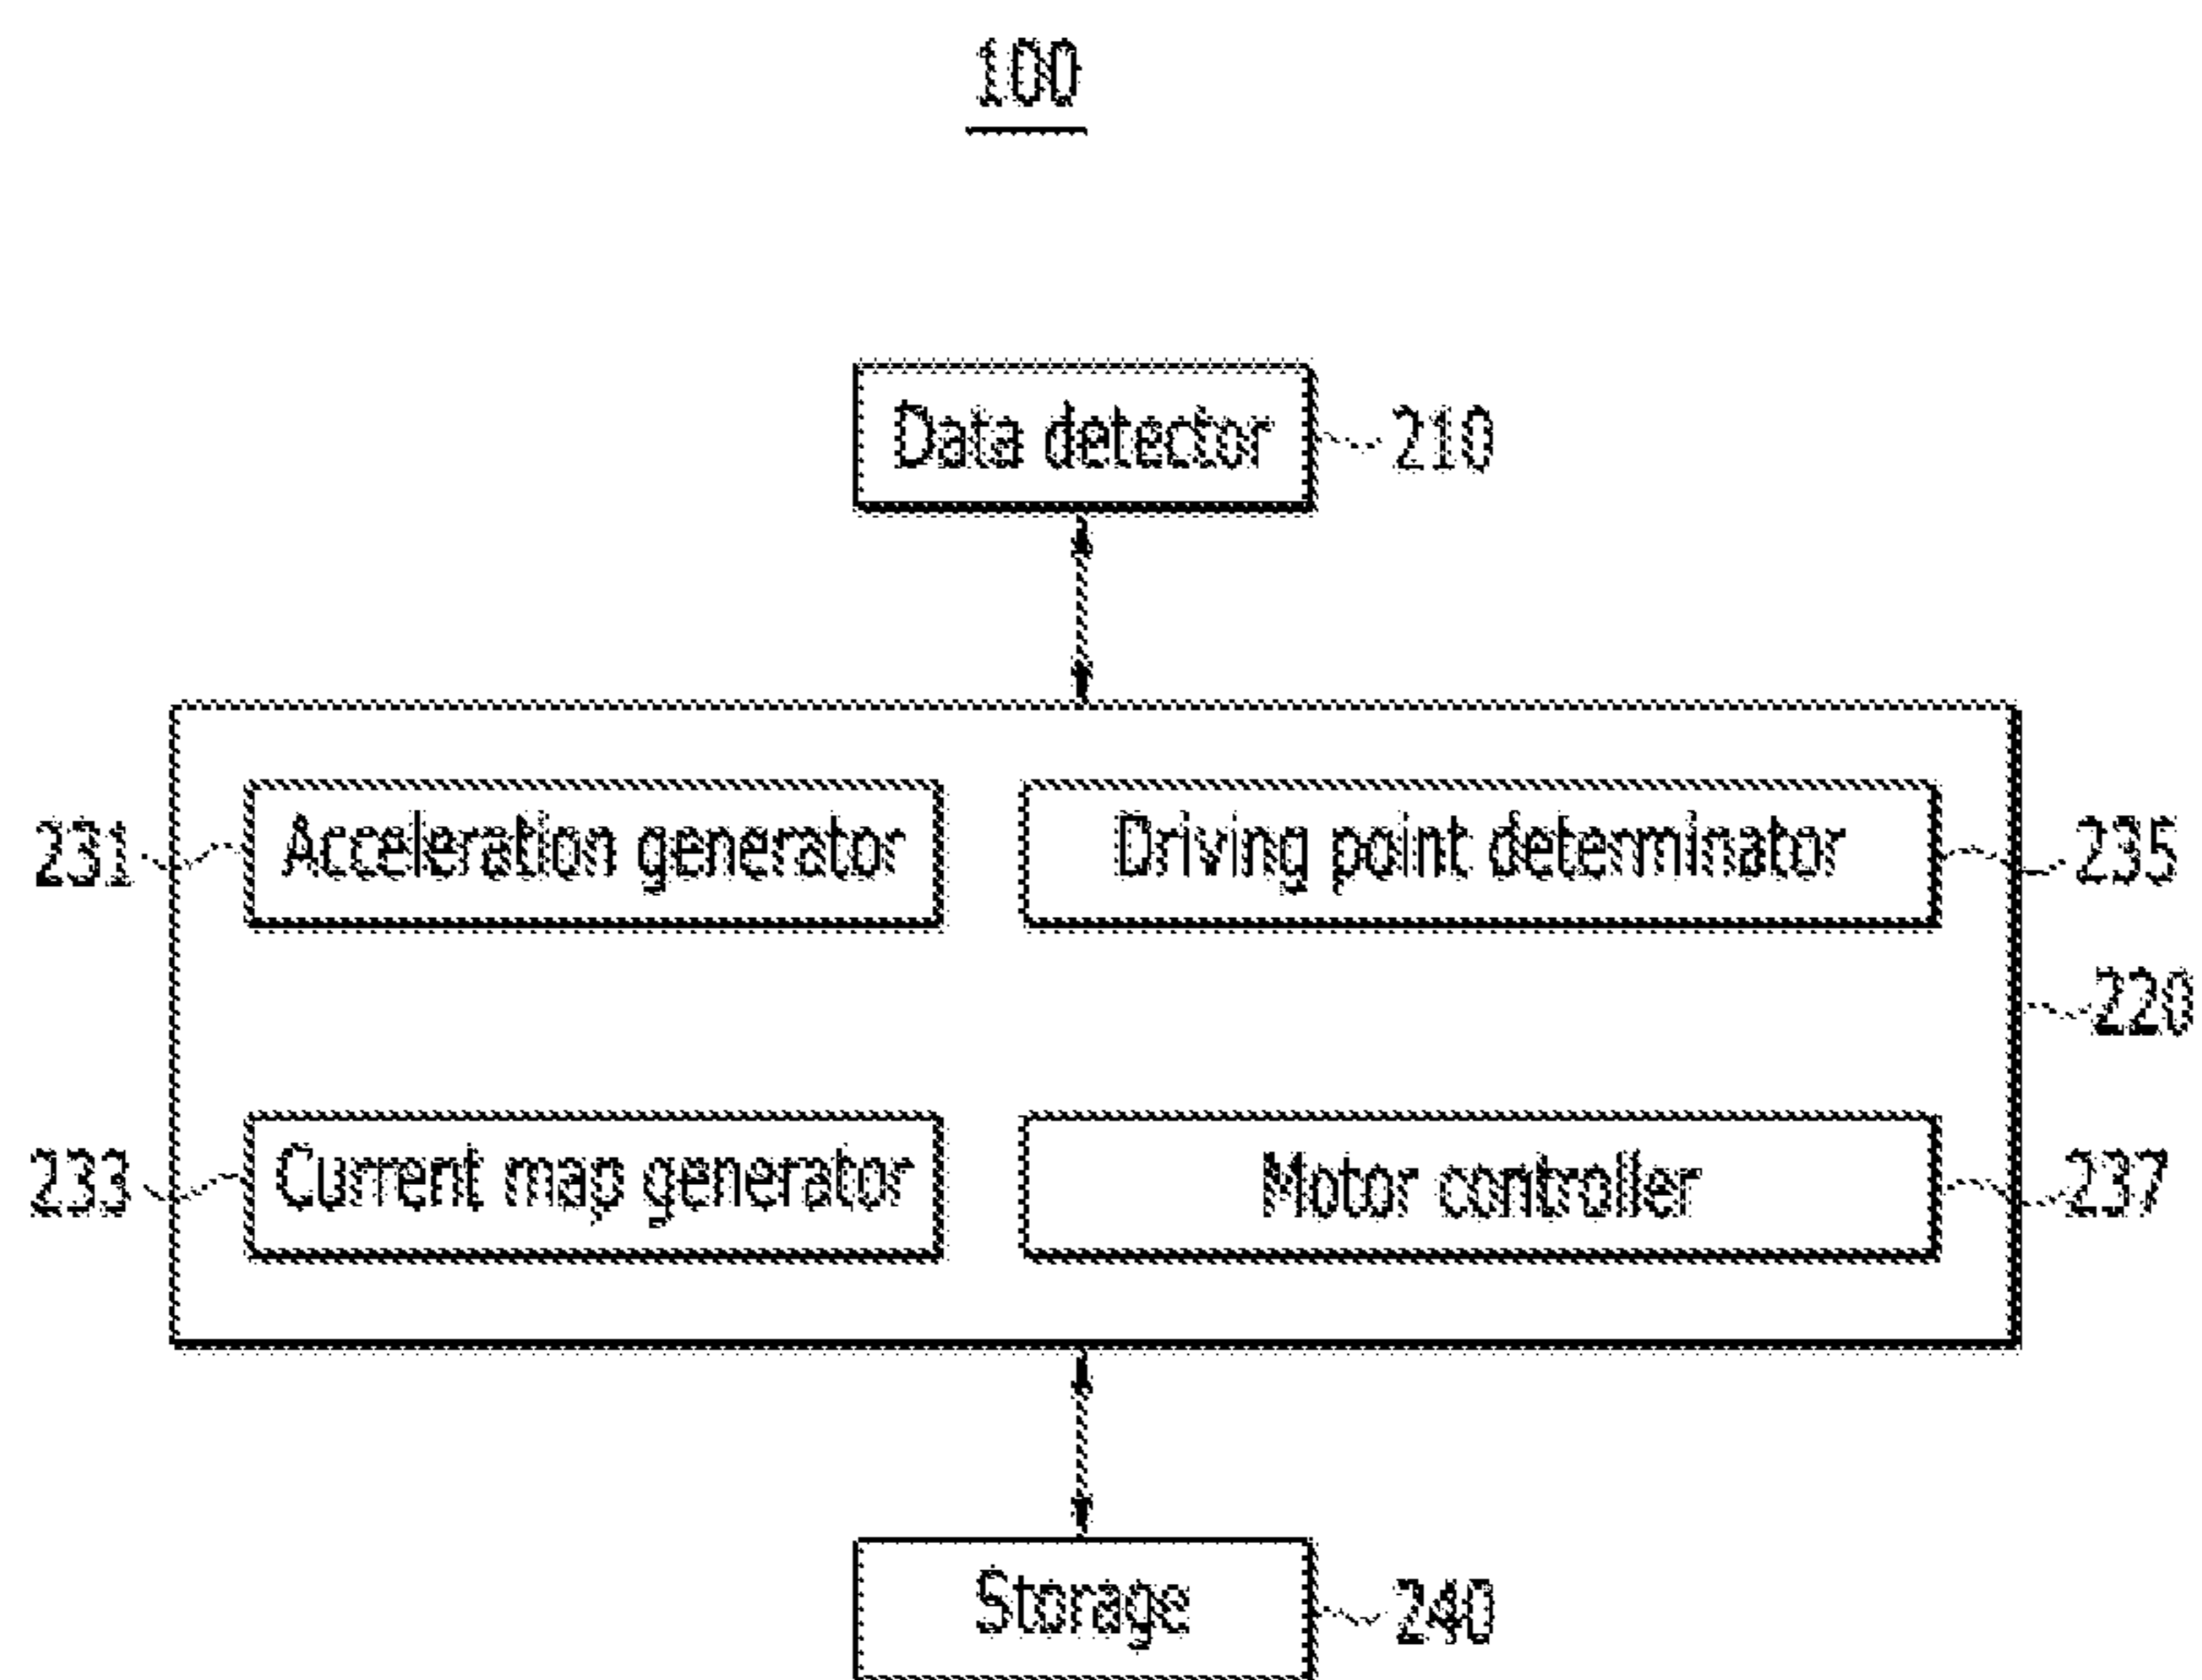 100
Data detector 210
231 Acceleration generator Driving point determinator 235
220
233 Current map generator Motor controller 237
Storage 240